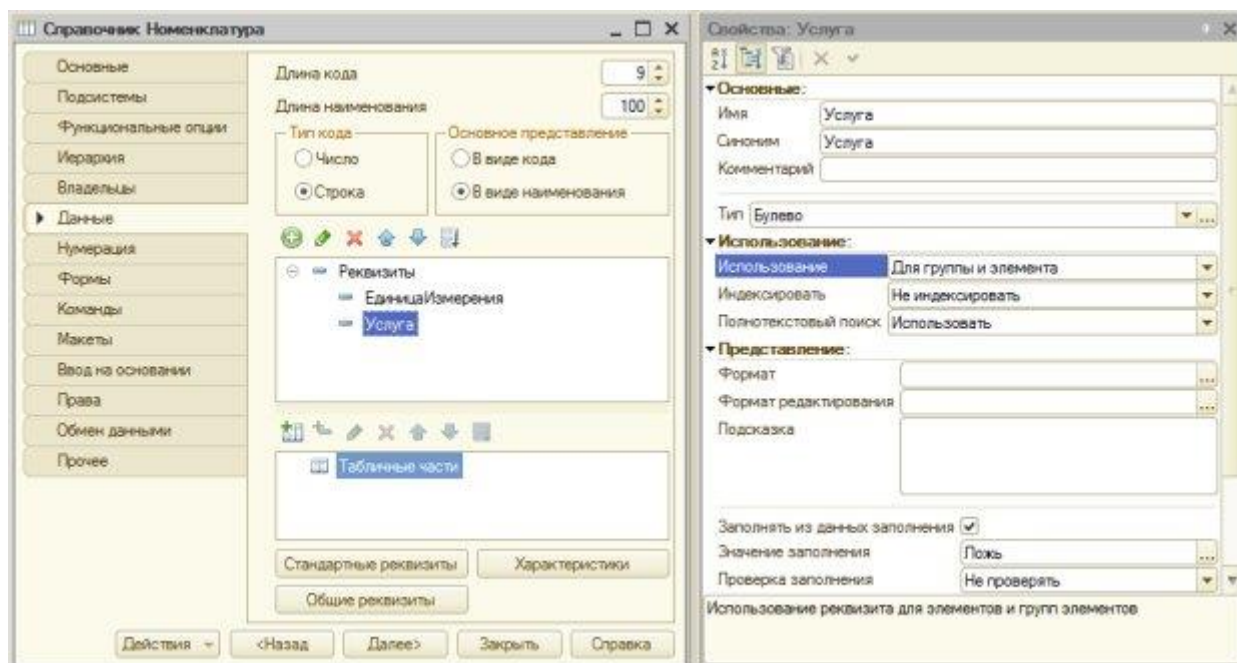 Справочник Номенклатура
Основные
Подсистемы
Функциональные опции
Иерархия
Владельцы
Данные
Нумерация
Формы
Команды
Макеты
Ввод на основании
Права
Обмен данными
Прочее
Длина кода 9
Длина наименования 100
Тип кода
Число
Строка
Основное представление
В виде кода
В виде наименования
Реквизиты
ЕдиницаИзмерения
Услуга
Табличные части
Стандартные реквизиты
Характеристики
Общие реквизиты
Действия
<Назад
Далее>
Закрыть
Справка
Свойства: Услуга
Основные:
Имя Услуга
Синоним Услуга
Комментарий
Тип Булево ...
Использование:
Использование Для группы и элемента
Индексировать Не индексировать
Полнотекстовый поиск Использовать
Представление:
Формат ...
Формат редактирования ...
Подсказка
Заполнять из данных заполнения
Значение заполнения Ложь ...
Проверка заполнения Не проверять
Использование реквизита для элементов и групп элементов